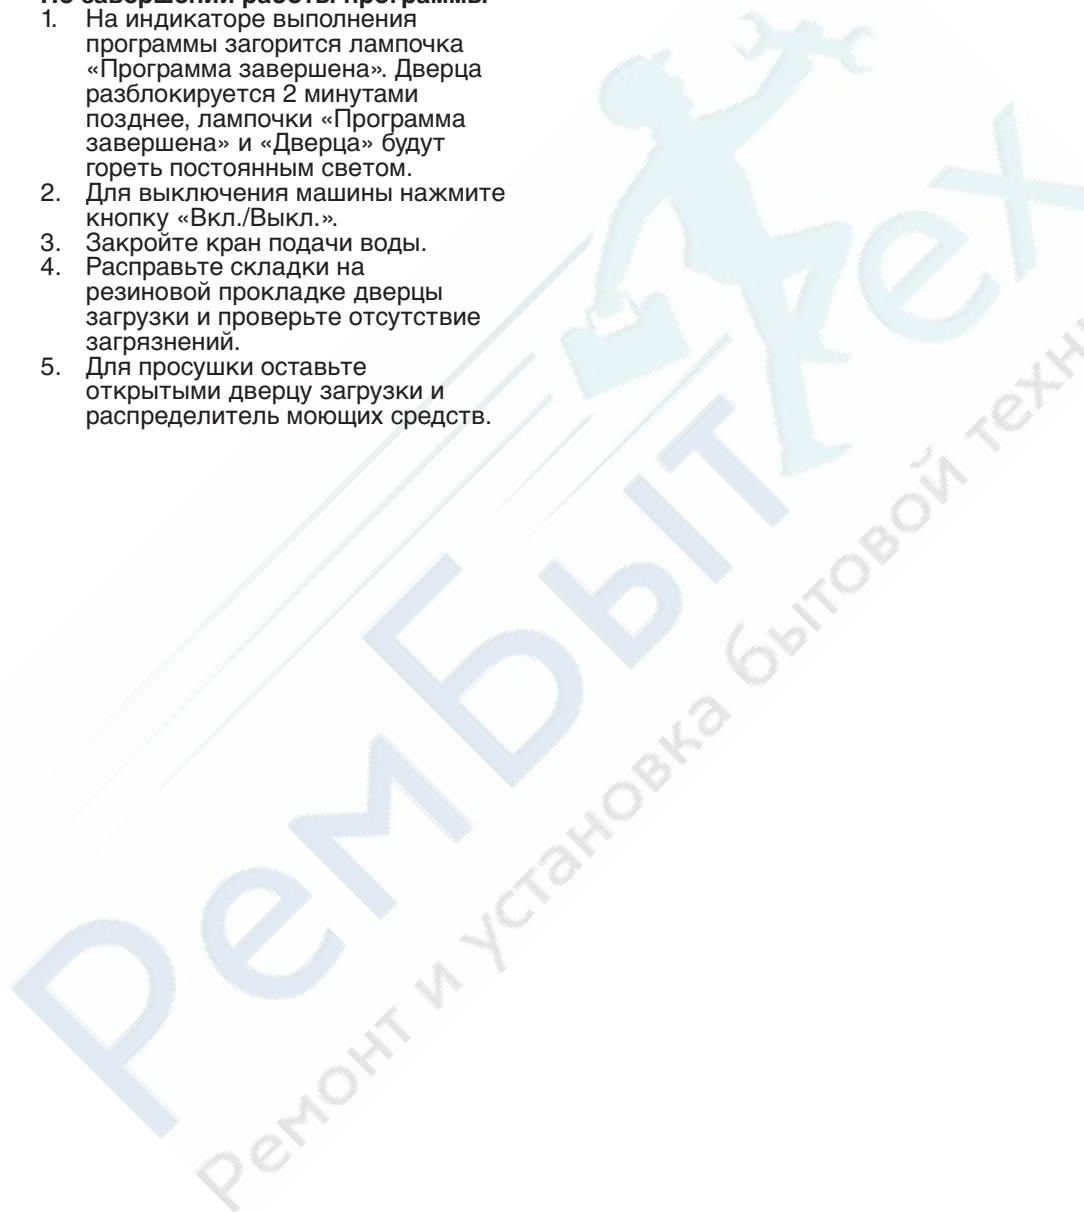 По завершении работы программы
1. На индикаторе выполнения
программы загорится лампочка
«Программа завершена». Дверца
разблокируется 2 минутами
позднее, лампочки «Программа
завершена» и «Дверца» будут
гореть постоянным светом.
2. Для выключения машины нажмите
кнопку «Вкл./Выкл.».
3. Закройте кран подачи воды.
4. Расправьте складки на
резиновой прокладке дверцы
загрузки и проверьте отсутствие
загрязнений.
5. Для просушки оставьте
открытыми дверцу загрузки и
распределитель моющих средств.
РемБытТех
Ремонт и установка бытовой техни